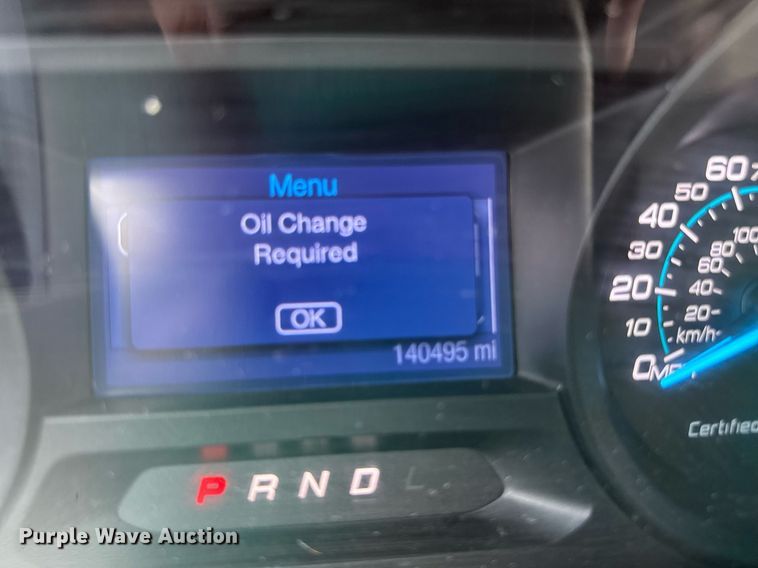 Menu
Oil Change
Required
OK
140495 mi
P R N D L
60
50
40
30
20
10
0
100
80
60
40
20
km/h
Certified
Purple Wave Auction